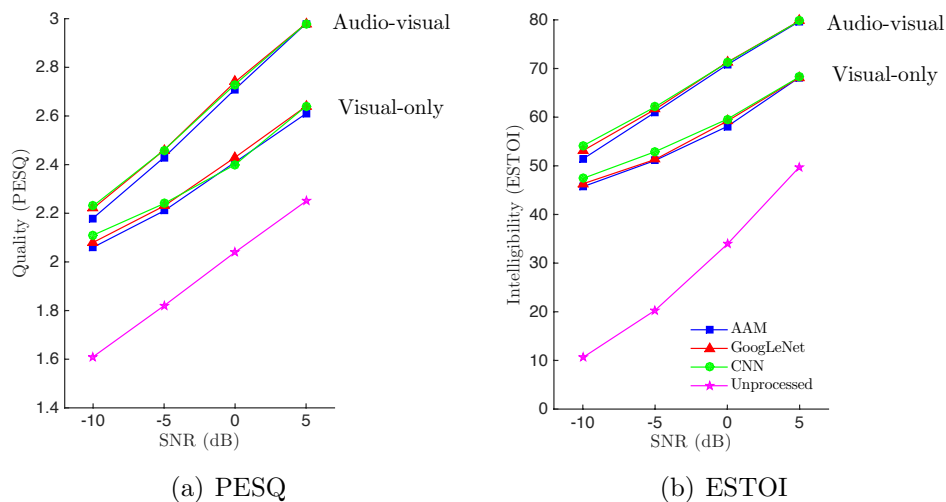 3
2.8
2.6
2.4
2.2
2
1.8
1.6
1.4
Quality (PESQ)
-10 -5 0 5
SNR (dB)
Audio-visual
Visual-only
(a) PESQ
80
70
60
50
40
30
20
10
0
Intelligibility (ESTOI)
-10 -5 0 5
SNR (dB)
Audio-visual
Visual-only
AAM
GoogLeNet
CNN
Unprocessed
(b) ESTOI